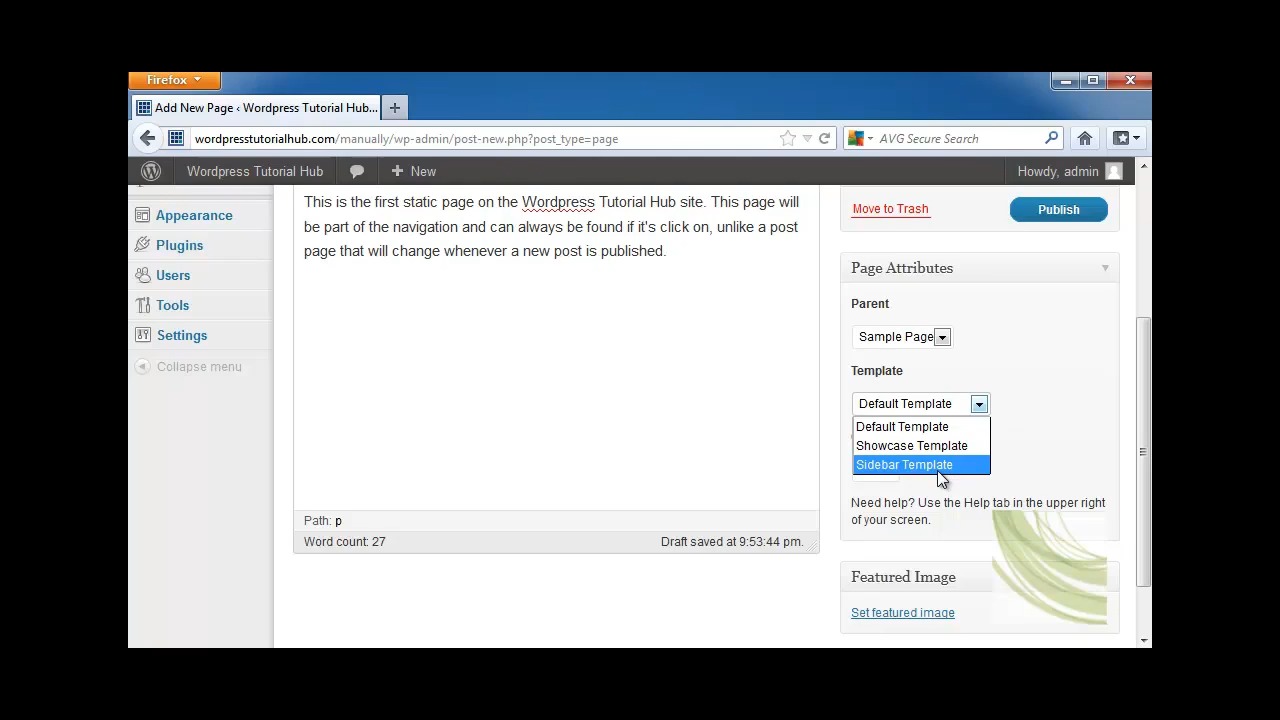 Firefox
Add New Page ‹ Wordpress Tutorial Hub...
wordpresstutorialhub.com/manually/wp-admin/post-new.php?post_type=page
AVG Secure Search
Wordpress Tutorial Hub
New
Howdy, admin
Appearance
Plugins
Users
Tools
Settings
Collapse menu
This is the first static page on the Wordpress Tutorial Hub site. This page will
be part of the navigation and can always be found if it's click on, unlike a post
page that will change whenever a new post is published.
Path: p
Word count: 27
Draft saved at 9:53:44 pm.
Move to Trash
Publish
Page Attributes
Parent
Sample Page
Template
Default Template
Default Template
Showcase Template
Sidebar Template
Need help? Use the Help tab in the upper right
of your screen.
Featured Image
Set featured image